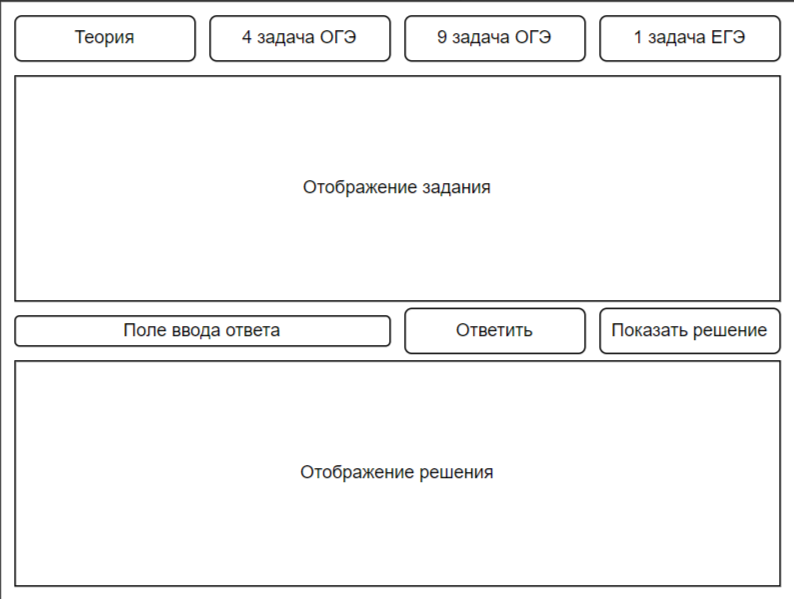 Теория
4 задача ОГЭ
9 задача ОГЭ
1 задача ЕГЭ
Отображение задания
Поле ввода ответа
Ответить
Показать решение
Отображение решения